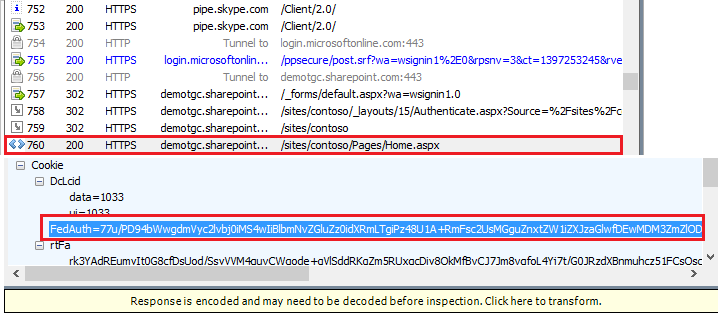 752 200 HTTPS pipe.skype.com /Client/2.0/
753 200 HTTPS pipe.skype.com /Client/2.0/
754 200 HTTP Tunnel to login.microsoftonline.com:443
755 200 HTTPS login.microsoftonline... /ppsecure/post.srf?wa=wsignin1%2E0&rpsnv=3&ct=1397253245&rve
756 200 HTTP Tunnel to demotgc.sharepoint.com:443
757 302 HTTPS demotgc.sharepoint... /_forms/default.aspx?wa=wsignin1.0
758 302 HTTPS demotgc.sharepoint... /sites/contoso/_layouts/15/Authenticate.aspx?Source=%2Fsites%2Fc
759 302 HTTPS demotgc.sharepoint... /sites/contoso
760 200 HTTPS demotgc.sharepoint... /sites/contoso/Pages/Home.aspx
Cookie
DcLcid
data=1033
ui=1033
FedAuth=77u/PD94bWwgdmVyc2lvbj0iMS4wIiBlbmNvZGluZz0idXRmLTgiPz48U1A+RmFsc2UsMGguZnxtZW1iZXJzaGlwfDEwMDM3ZmZlOD
rtFa
Response is encoded and may need to be decoded before inspection. Click here to transform.